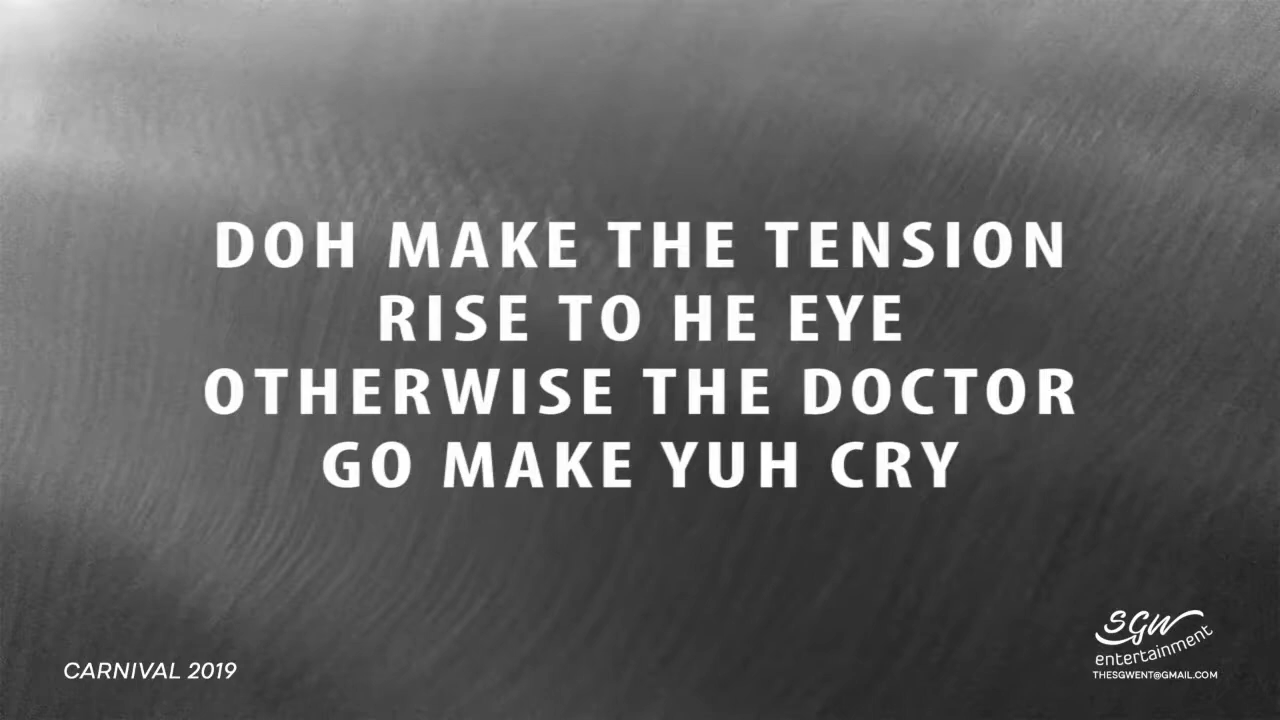 DOH MAKE THE TENSION
RISE TO HE EYE
OTHERWISE THE DOCTOR
GO MAKE YUH CRY
CARNIVAL 2019
SGW
entertainment
THESGWENT@GMAIL.COM